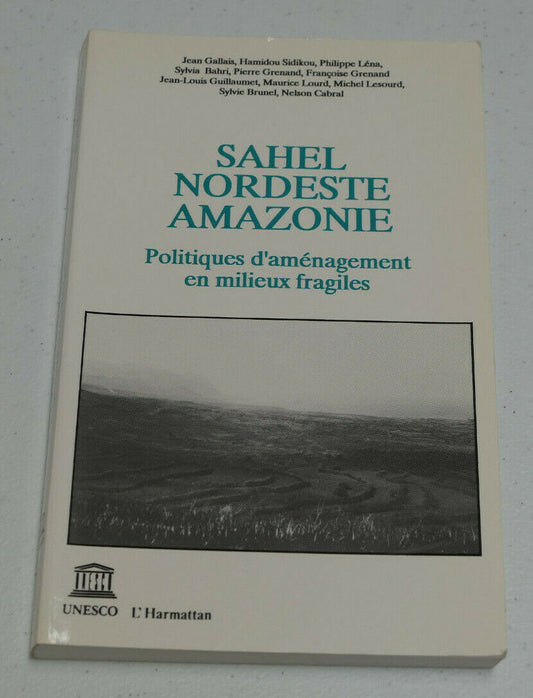 Jean Gallais, Hamidou Sidikou, Philippe Léna,
Sylvia Bahri, Pierre Grenand, Françoise Grenand
Jean-Louis Guillaumet, Maurice Lourd, Michel Lesourd,
Sylvie Brunel, Nelson Cabral
SAHEL
NORDESTE
AMAZONIE
Politiques d'aménagement
en milieux fragiles
UNESCO L'Harmattan